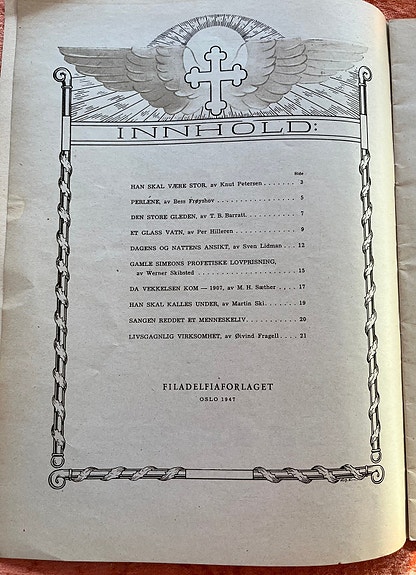 INNHOLD:
Side
HAN SKAL VÆRE STOR, av Knut Petersen . . . . . . . 3
PERLENE, av Bess Frøyshov . . . . . . . . . . . . . . 5
DEN STORE GLEDEN, av T. B. Barratt. . . . . . . . . 7
ET GLASS VATN, av Per Hilleren . . . . . . . . . . . . 9
DAGENS OG NATTENS ANSIKT, av Sven Lidman . . . 12
GAMLE SIMEONS PROFETISKE LOVPRISNING,
av Werner Skibsted . . . . . . . . . . . . . . . . . . 15
DA VEKKELSEN KOM — 1907, av M. H. Sæther . . . . 17
HAN SKAL KALLES UNDER, av Martin Ski. . . . . . . 19
SANGEN REDDET ET MENNESKELIV. . . . . . . . . . . 20
LIVSGAGNLIG VIRKSOMHET, av Øivind Fragell . . . . 21
FILADELFIAFORLAGET
OSLO 1947